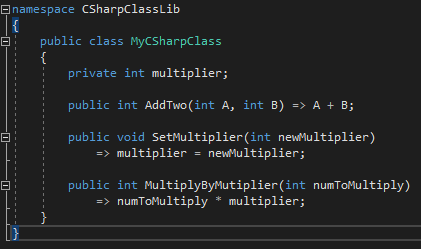 namespace CSharpClassLib
{
    public class MyCSharpClass
    {
        private int multiplier;

        public int AddTwo(int A, int B) => A + B;

        public void SetMultiplier(int newMultiplier)
            => multiplier = newMultiplier;

        public int MultiplyByMutiplier(int numToMultiply)
            => numToMultiply * multiplier;
    }
}